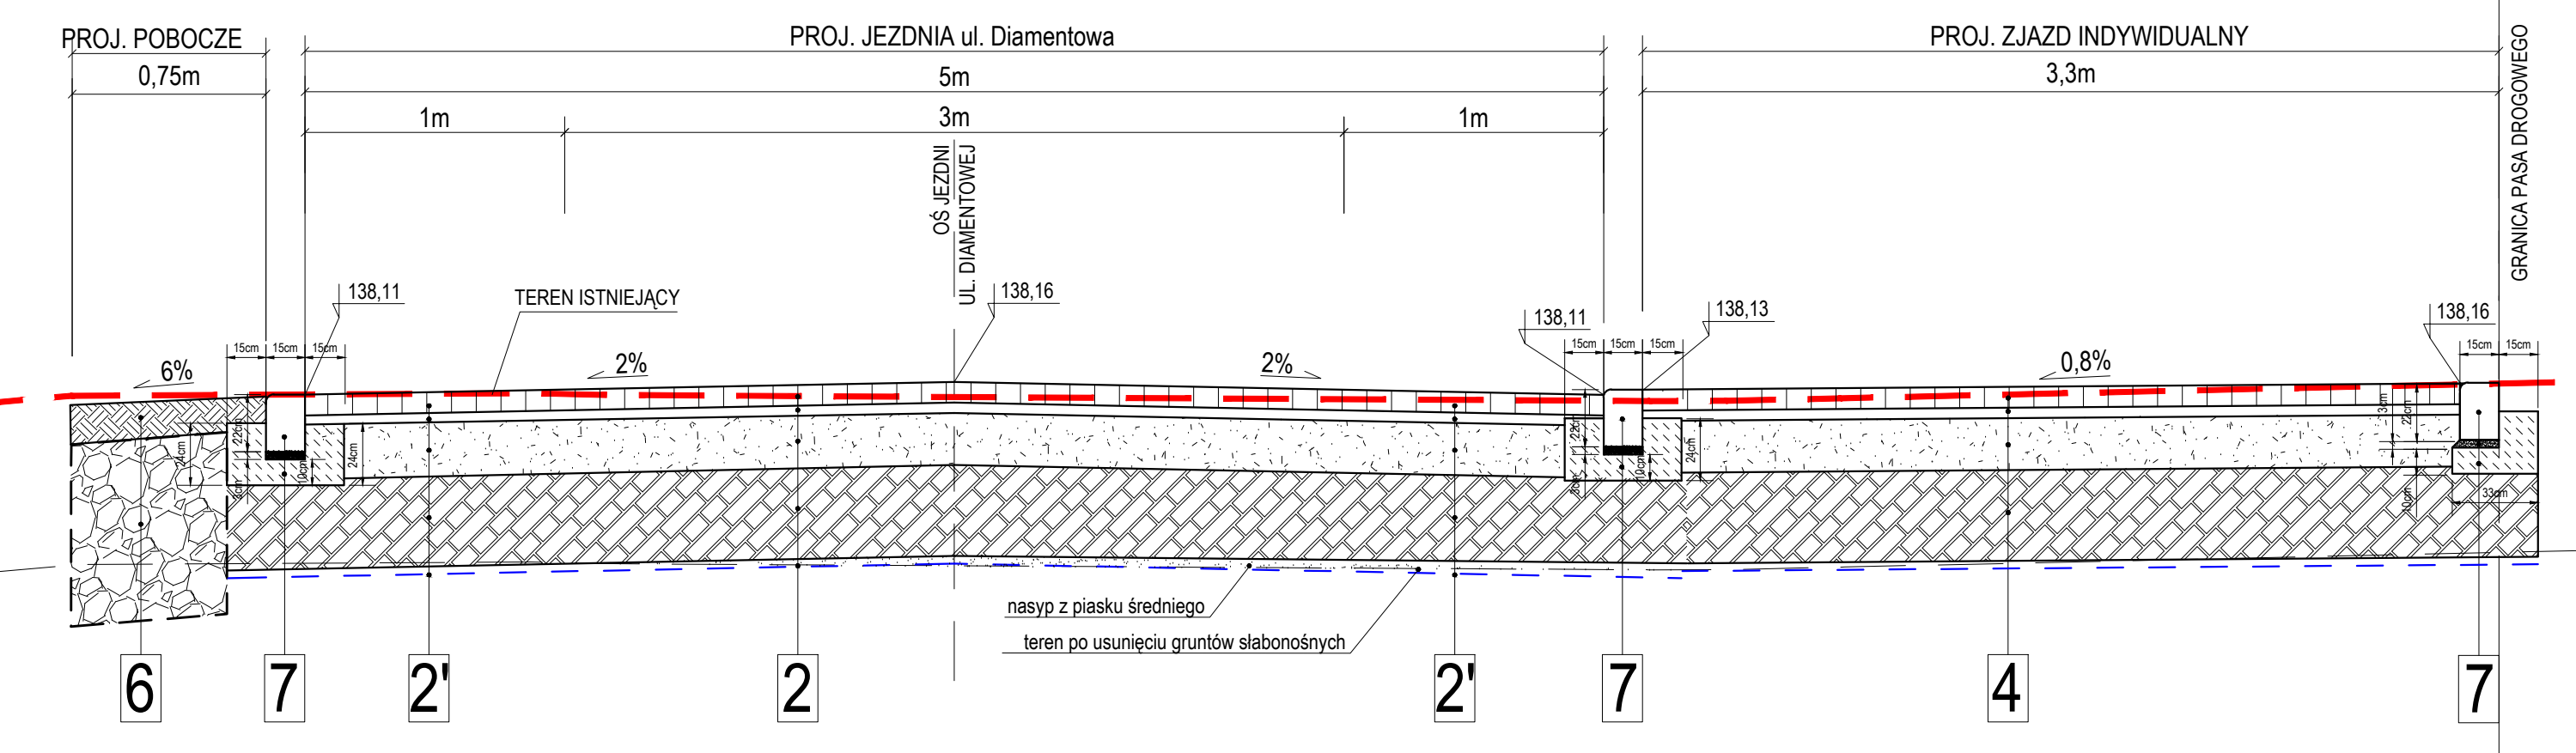 PROJ. POBOCZE
PROJ. JEZDNIA ul. Diamentowa
PROJ. ZJAZD INDYWIDUALNY
0,75m
5m
3,3m
1m
3m
1m
OŚ JEZDNI
UL. DIAMENTOWEJ
GRANICA PASA DROGOWEGO
138,11
TEREN ISTNIEJĄCY
138,16
138,11
138,13
138,16
15cm
15cm
15cm
15cm
15cm
15cm
15cm
15cm
6%
2%
2%
0,8%
22cm
24cm
3cm
10cm
24cm
22cm
3cm
10cm
24cm
3cm
22cm
10cm
33cm
nasyp z piasku średniego
teren po usunięciu gruntów słabonośnych
6
7
2'
2
2'
7
4
7